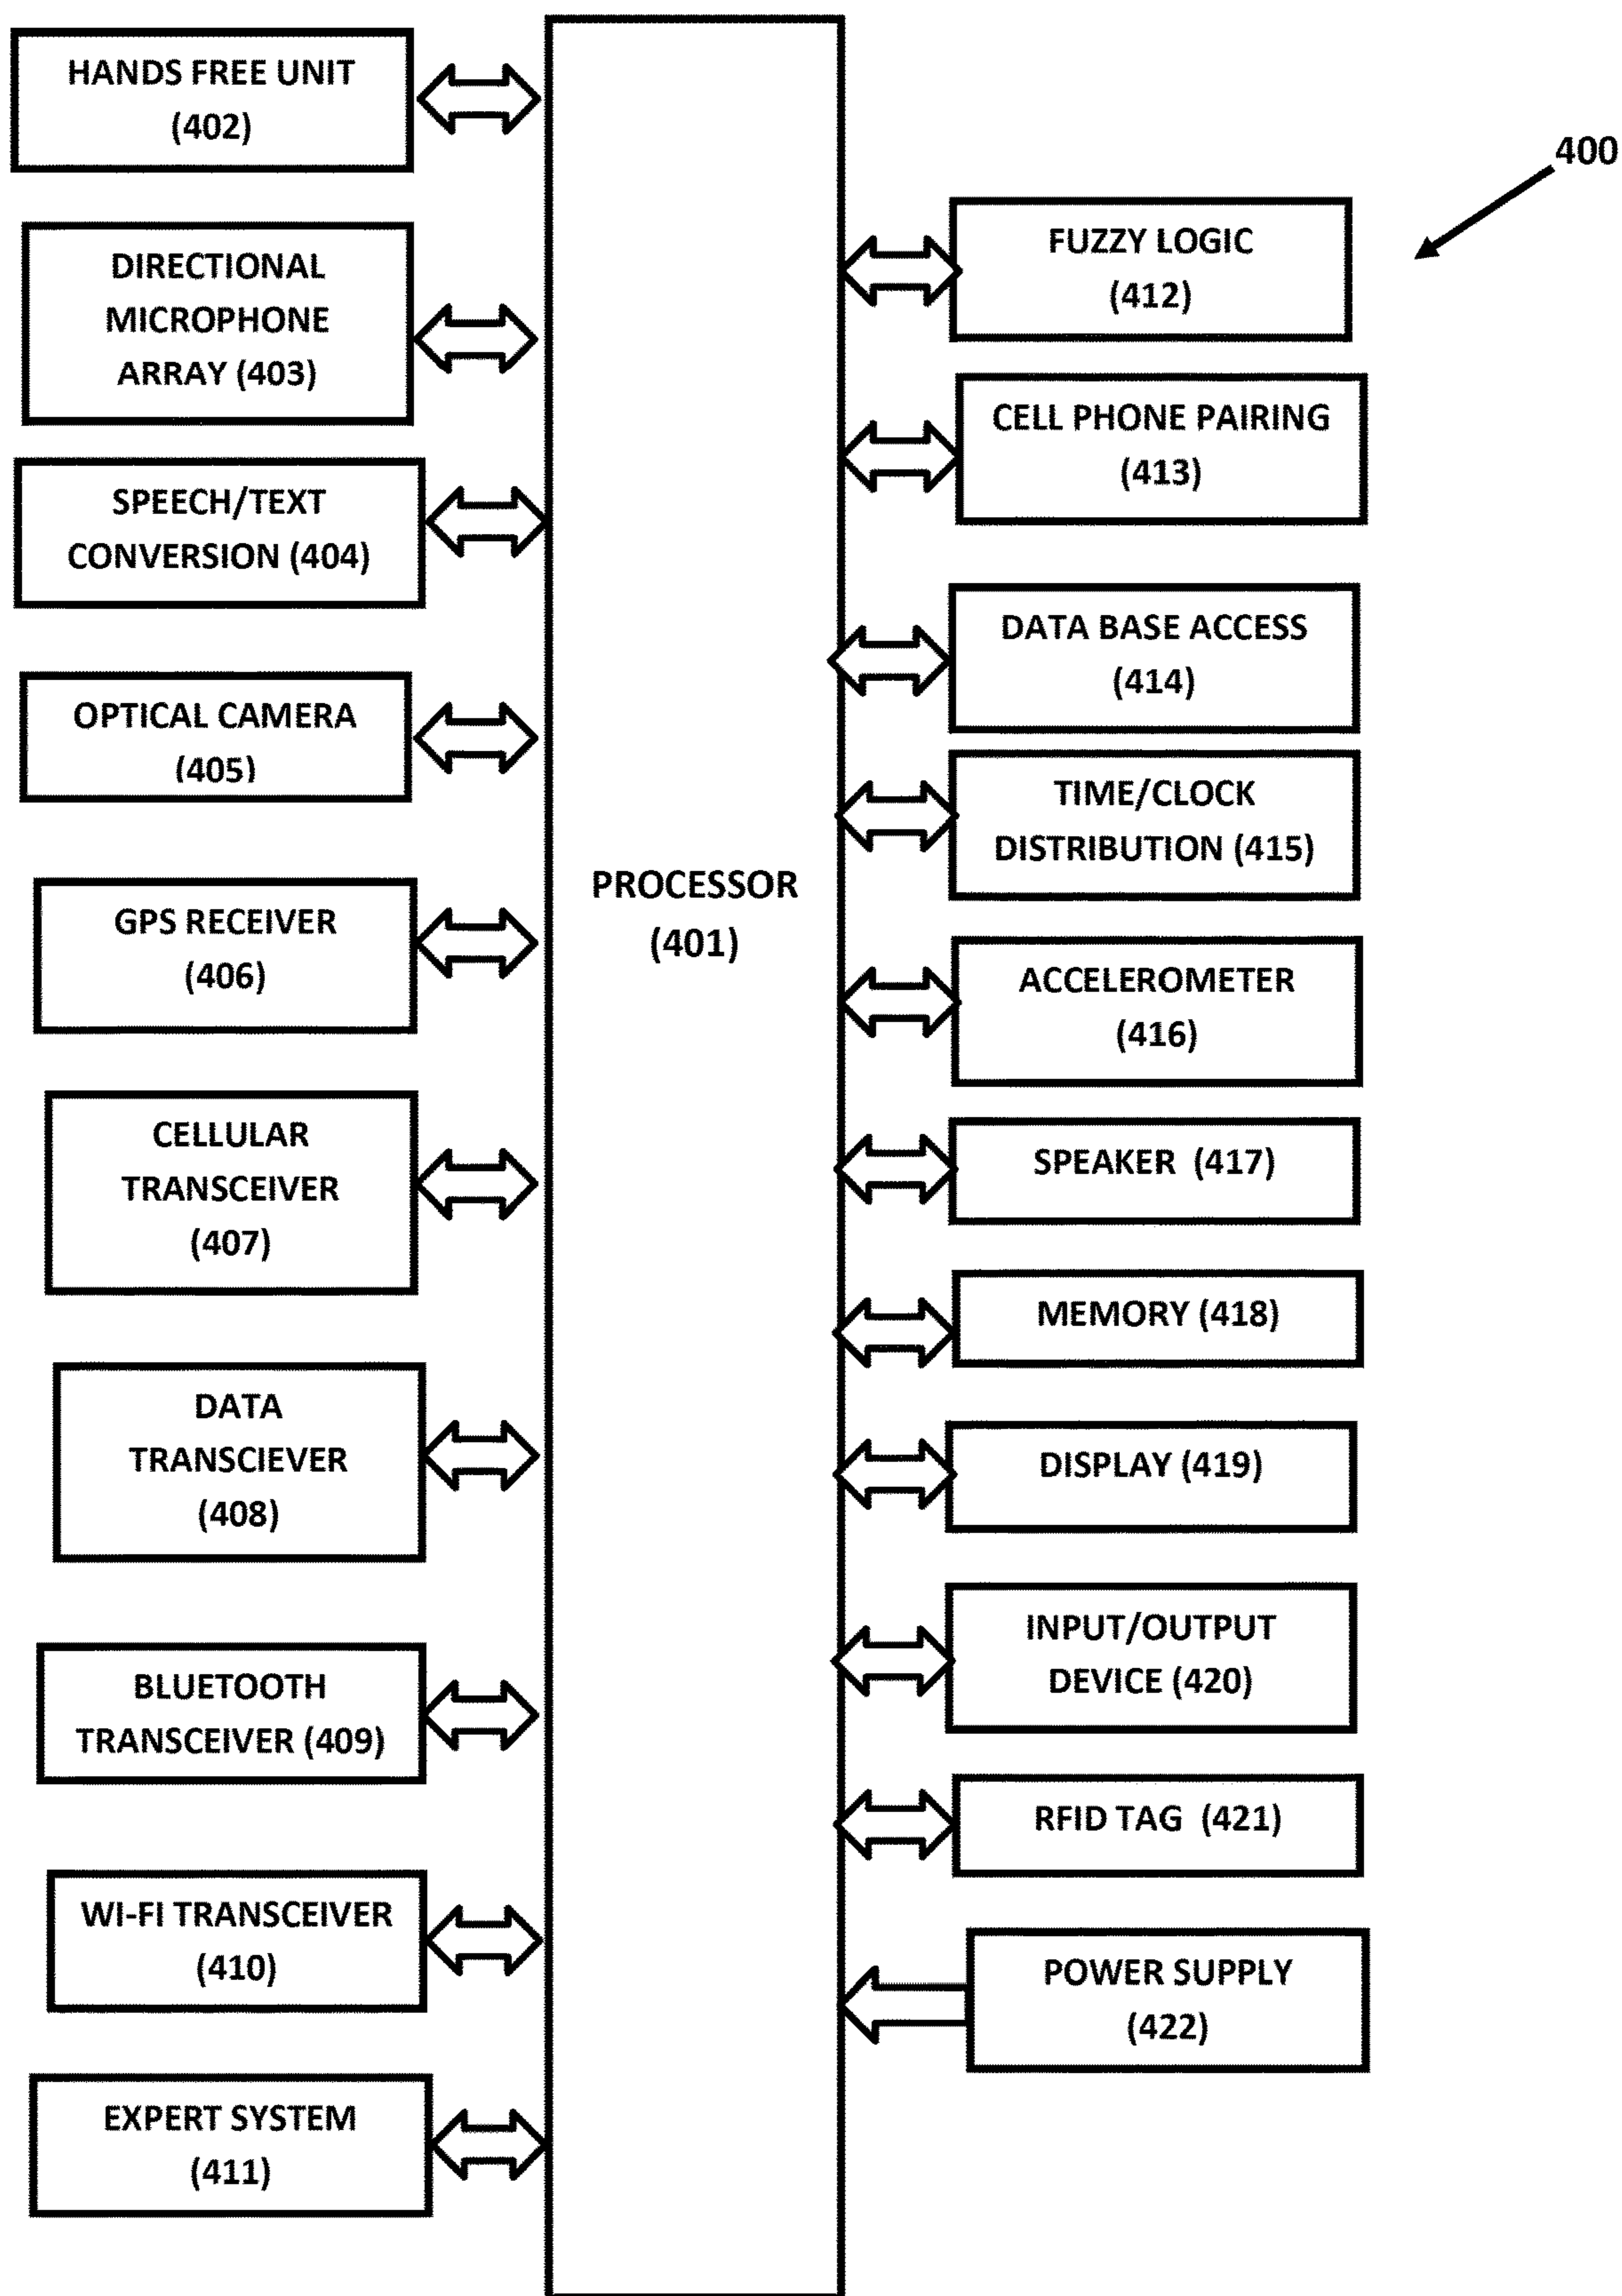 HANDS FREE UNIT
(402)
DIRECTIONAL
MICROPHONE
ARRAY (403)
SPEECH/TEXT
CONVERSION (404)
OPTICAL CAMERA
(405)
GPS RECEIVER
(406)
CELLULAR
TRANSCEIVER
(407)
DATA
TRANSCIEVER
(408)
BLUETOOTH
TRANSCEIVER (409)
WI-FI TRANSCEIVER
(410)
EXPERT SYSTEM
(411)
PROCESSOR
(401)
400
FUZZY LOGIC
(412)
CELL PHONE PAIRING
(413)
DATA BASE ACCESS
(414)
TIME/CLOCK
DISTRIBUTION (415)
ACCELEROMETER
(416)
SPEAKER (417)
MEMORY (418)
DISPLAY (419)
INPUT/OUTPUT
DEVICE (420)
RFID TAG (421)
POWER SUPPLY
(422)